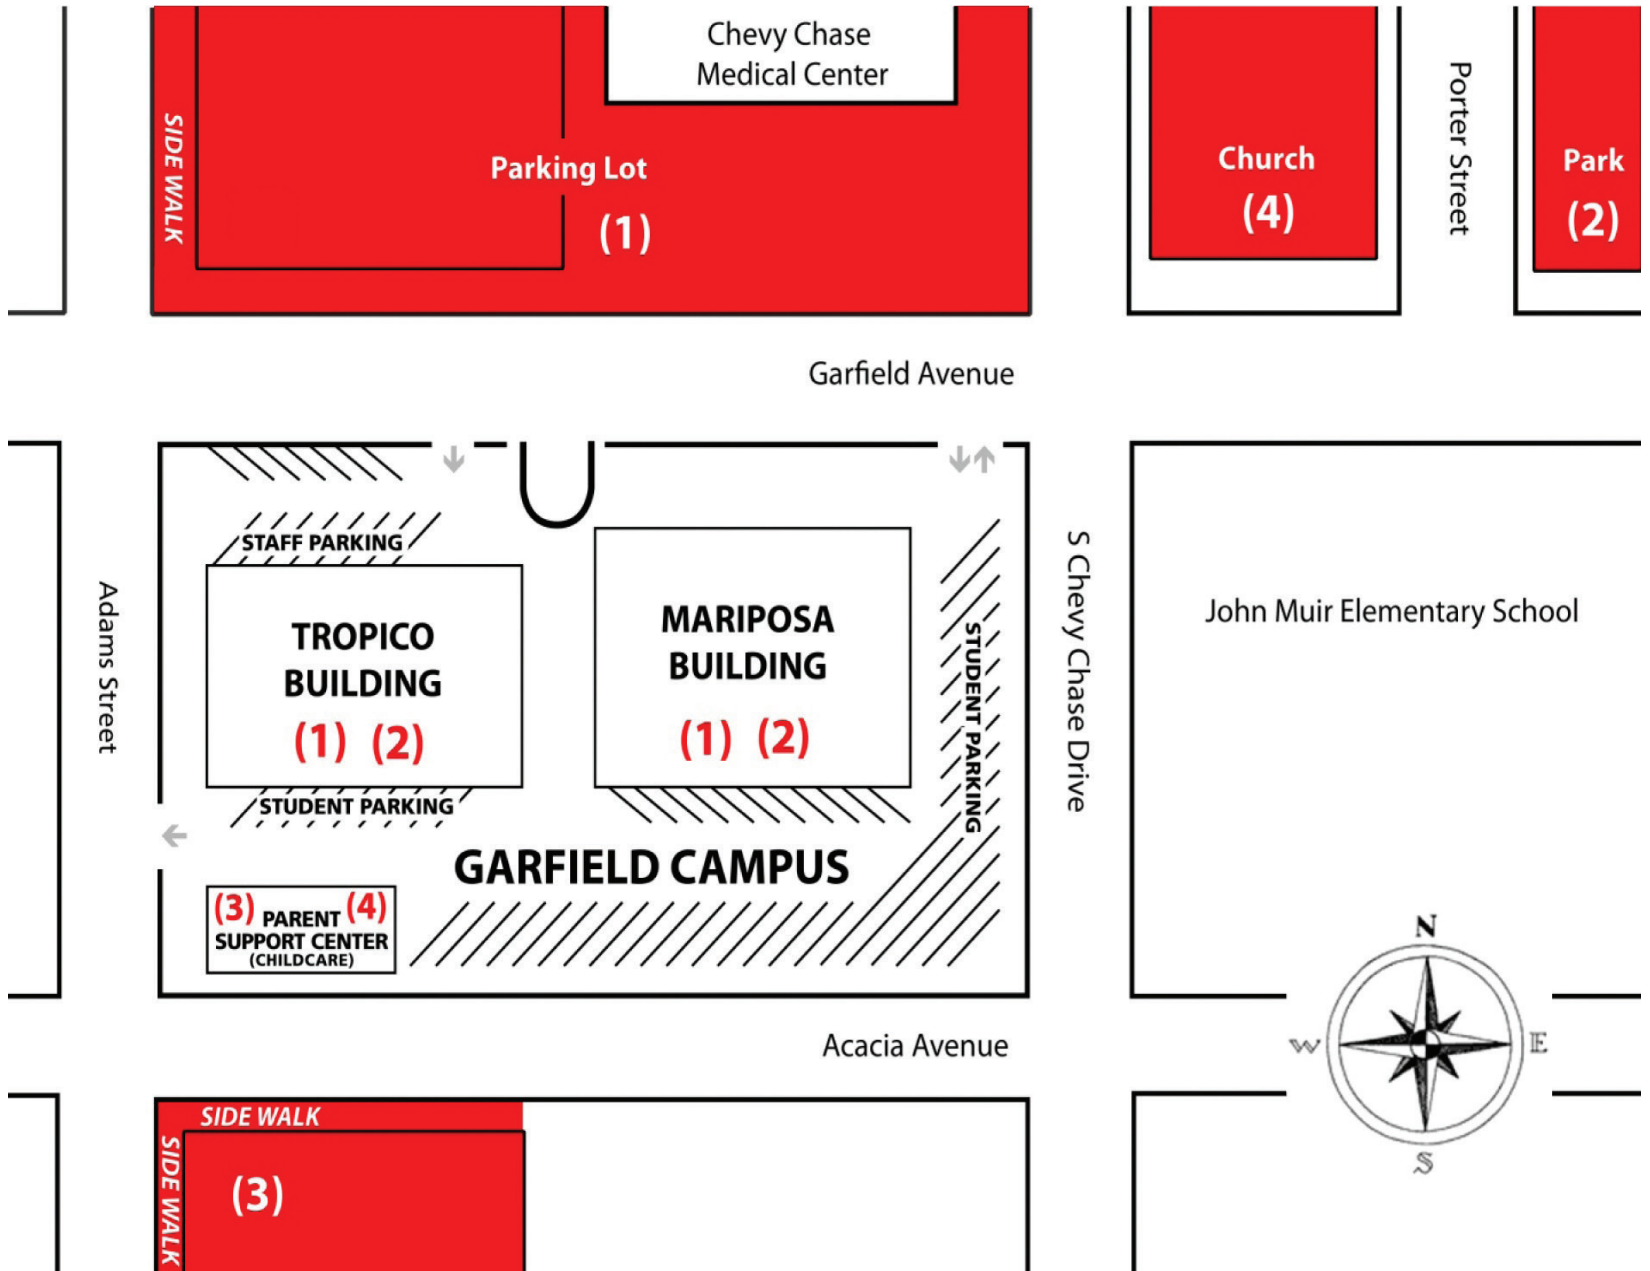 Chevy Chase
Medical Center
SIDE WALK
Parking Lot
(1)
Church
(4)
Porter Street
Park
(2)
Garfield Avenue
STAFF PARKING
TROPICO
BUILDING
(1) (2)
MARIPOSA
BUILDING
(1) (2)
STUDENT PARKING
S Chevy Chase Drive
John Muir Elementary School
Adams Street
STUDENT PARKING
GARFIELD CAMPUS
(3) PARENT (4)
SUPPORT CENTER
(CHILDCARE)
N
W
E
S
Acacia Avenue
SIDE WALK
SIDE WALK
(3)